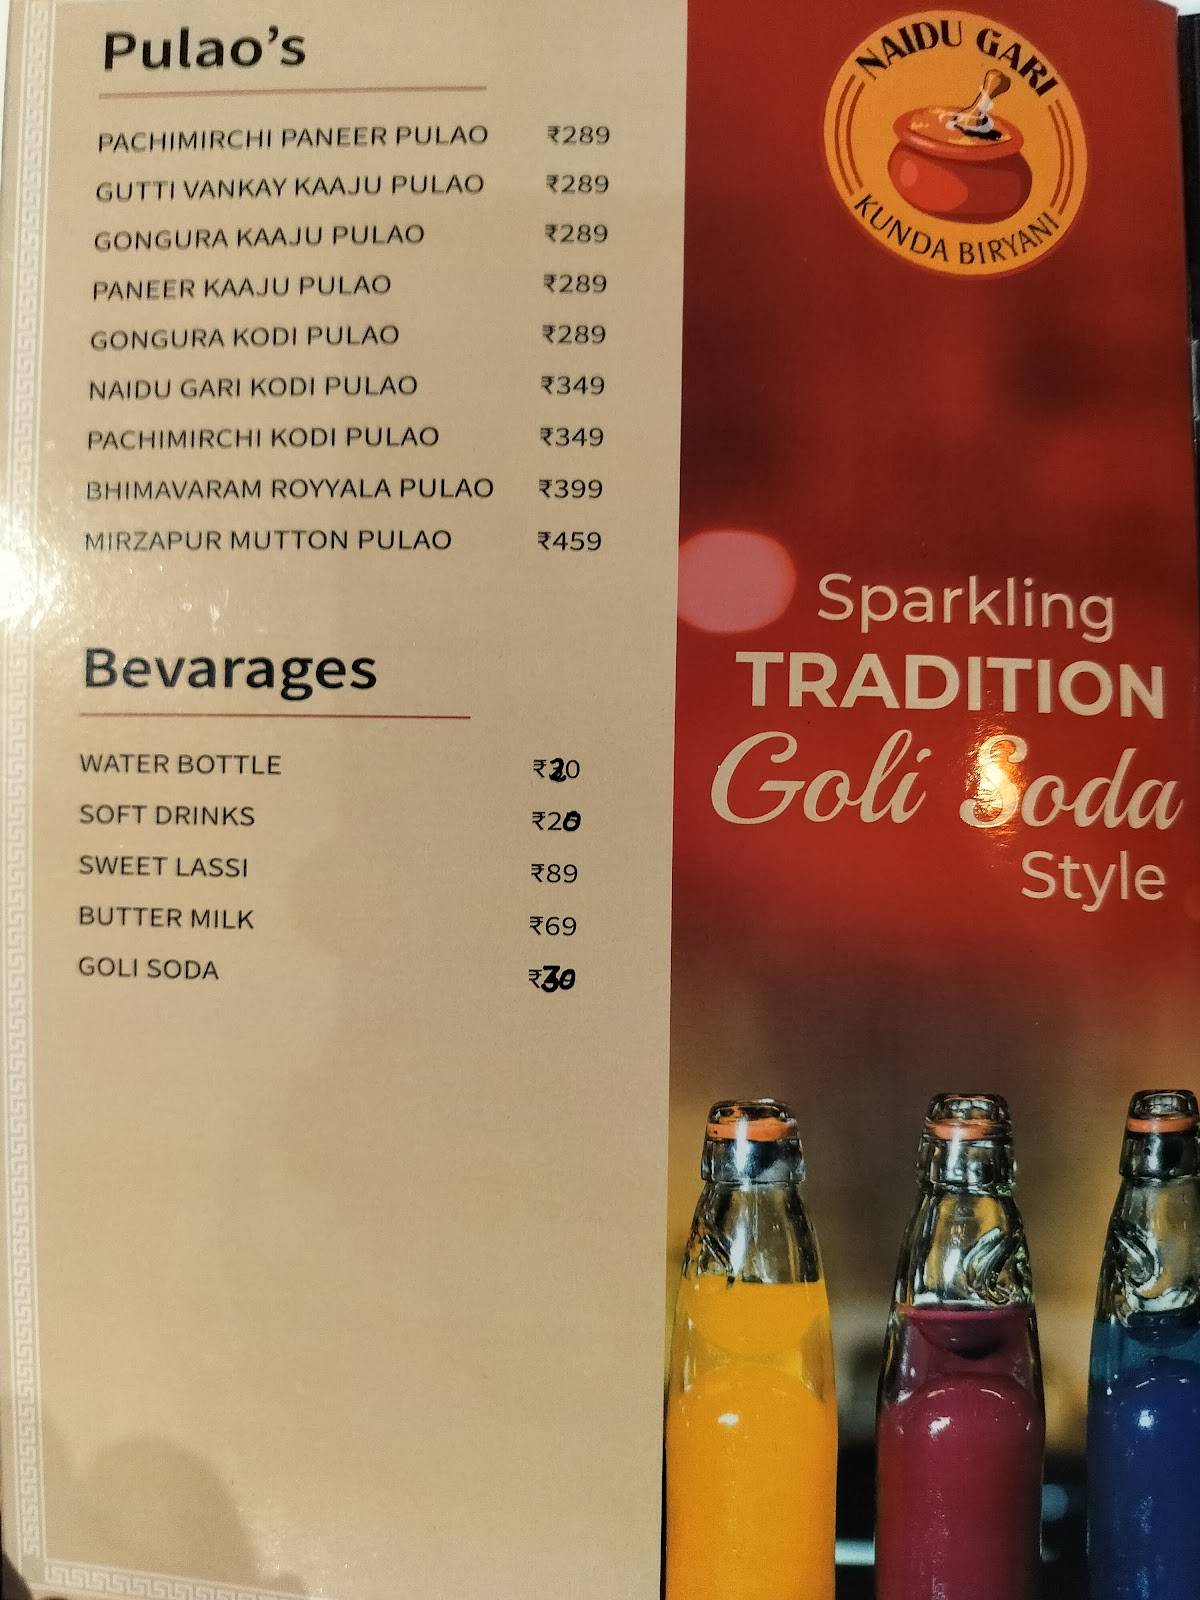 Pulao's
PACHIMIRCHI PANEER PULAO ₹289
GUTTI VANKAY KAAJU PULAO ₹289
GONGURA KAAJU PULAO ₹289
PANEER KAAJU PULAO ₹289
GONGURA KODI PULAO ₹289
NAIDU GARI KODI PULAO ₹349
PACHIMIRCHI KODI PULAO ₹349
BHIMAVARAM ROYYALA PULAO ₹399
MIRZAPUR MUTTON PULAO ₹459
Bevarages
WATER BOTTLE ₹20
SOFT DRINKS ₹20
SWEET LASSI ₹89
BUTTER MILK ₹69
GOLI SODA ₹30
NAIDU GARI
KUNDA BIRYANI
Sparkling
TRADITION
Goli Soda
Style